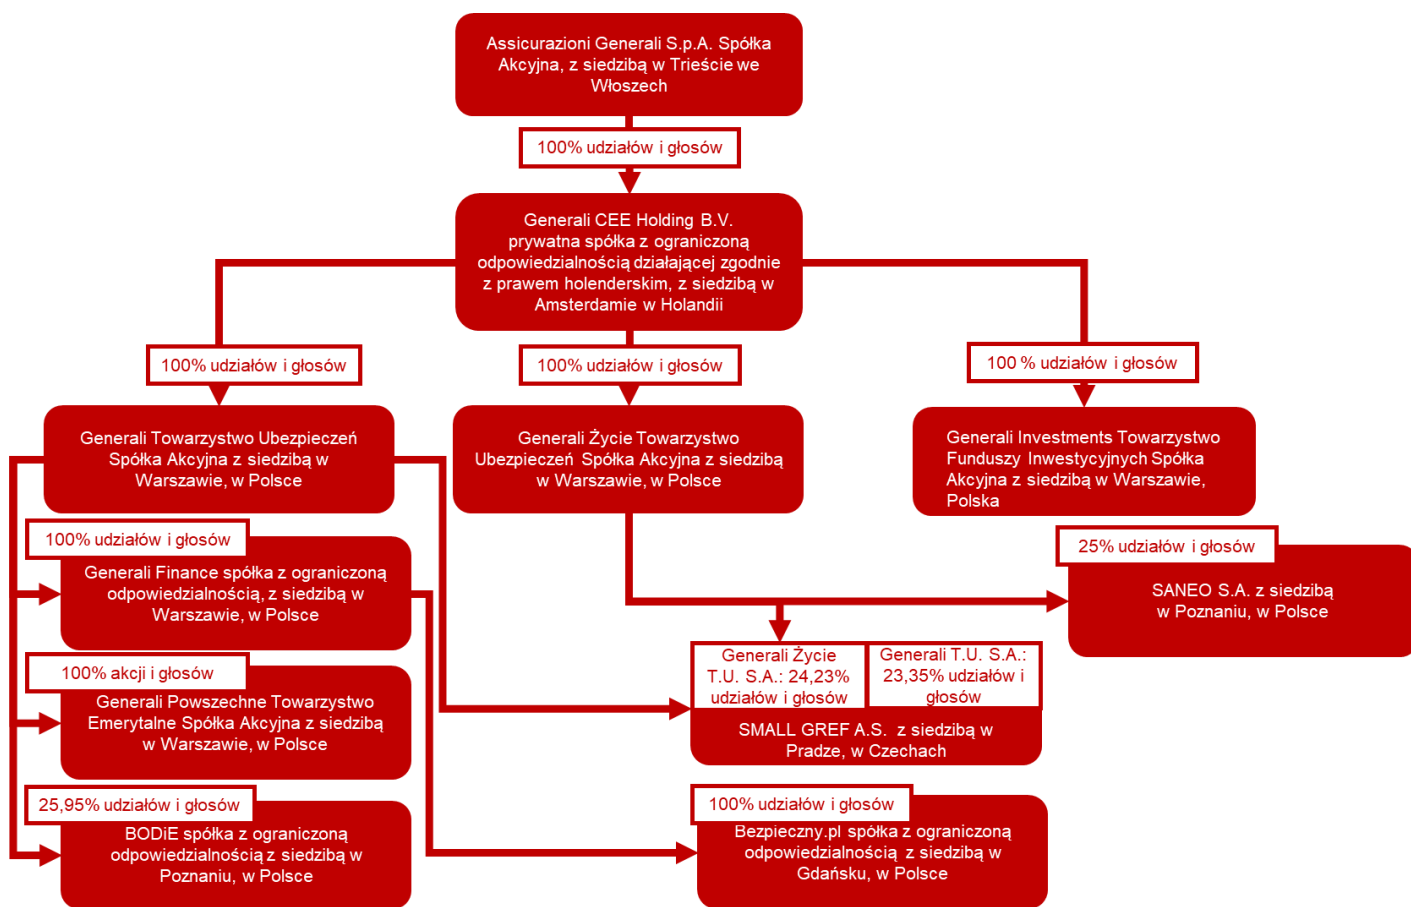 Assicurazioni Generali S.p.A. Spółka
Akcyjna, z siedzibą w Trieście we
Włoszech
100% udziałów i głosów
Generali CEE Holding B.V.
prywatna spółka z ograniczoną
odpowiedzialnością działającej zgodnie
z prawem holenderskim, z siedzibą w
Amsterdamie w Holandii
100% udziałów i głosów
100% udziałów i głosów
100 % udziałów i głosów
Generali Towarzystwo Ubezpieczeń
Spółka Akcyjna z siedzibą w
Warszawie, w Polsce
Generali Życie Towarzystwo
Ubezpieczeń Spółka Akcyjna z siedzibą
w Warszawie, w Polsce
Generali Investments Towarzystwo
Funduszy Inwestycyjnych Spółka
Akcyjna z siedzibą w Warszawie,
Polska
100% udziałów i głosów
Generali Finance spółka z ograniczoną
odpowiedzialnością, z siedzibą w
Warszawie, w Polsce
25% udziałów i głosów
SANEO S.A. z siedzibą
w Poznaniu, w Polsce
100% akcji i głosów
Generali Powszechne Towarzystwo
Emerytalne Spółka Akcyjna z siedzibą
w Warszawie, w Polsce
Generali Życie
T.U. S.A.: 24,23%
udziałów i głosów
Generali T.U. S.A.:
23,35% udziałów i
głosów
SMALL GREF A.S.  z siedzibą w
Pradze, w Czechach
25,95% udziałów i głosów
BODiE spółka z ograniczoną
odpowiedzialnością z siedzibą w
Poznaniu, w Polsce
100% udziałów i głosów
Bezpieczny.pl spółka z ograniczoną
odpowiedzialnością  z siedzibą w
Gdańsku, w Polsce